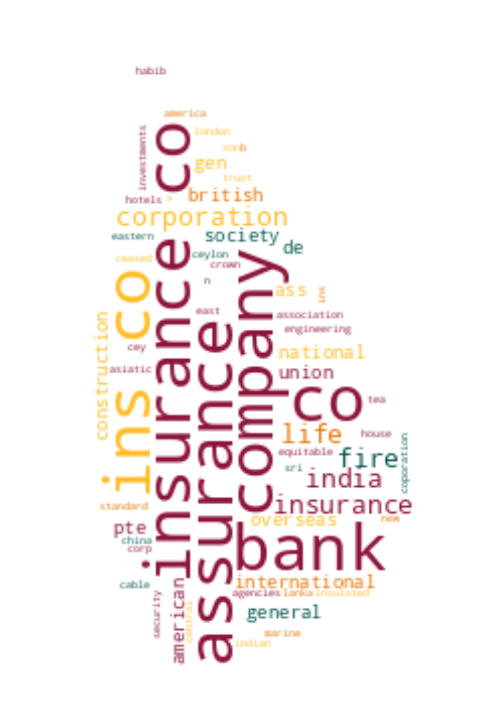 habib
america
london
sonb
investments
co
gen
trust
hotels >
british
corporation
eastern
society
de
ceylon
crown
ceased
n
ins co
insurance
company
ass
ins
east
association
engineering
construction
assurance
cey
national
asiatic
union
co
tea
life
house
equitable
fire
coporation
sri
india
standard
insurance
pte
overseas
new
china
corp
bank
cable
international
american
agencies
lanka
insulated
security
central
general
marine
indian